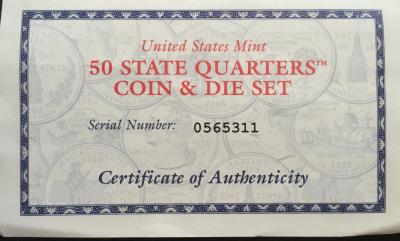 United States Mint
50 STATE QUARTERS™
COIN & DIE SET
Serial Number: 0565311
Certificate of Authenticity